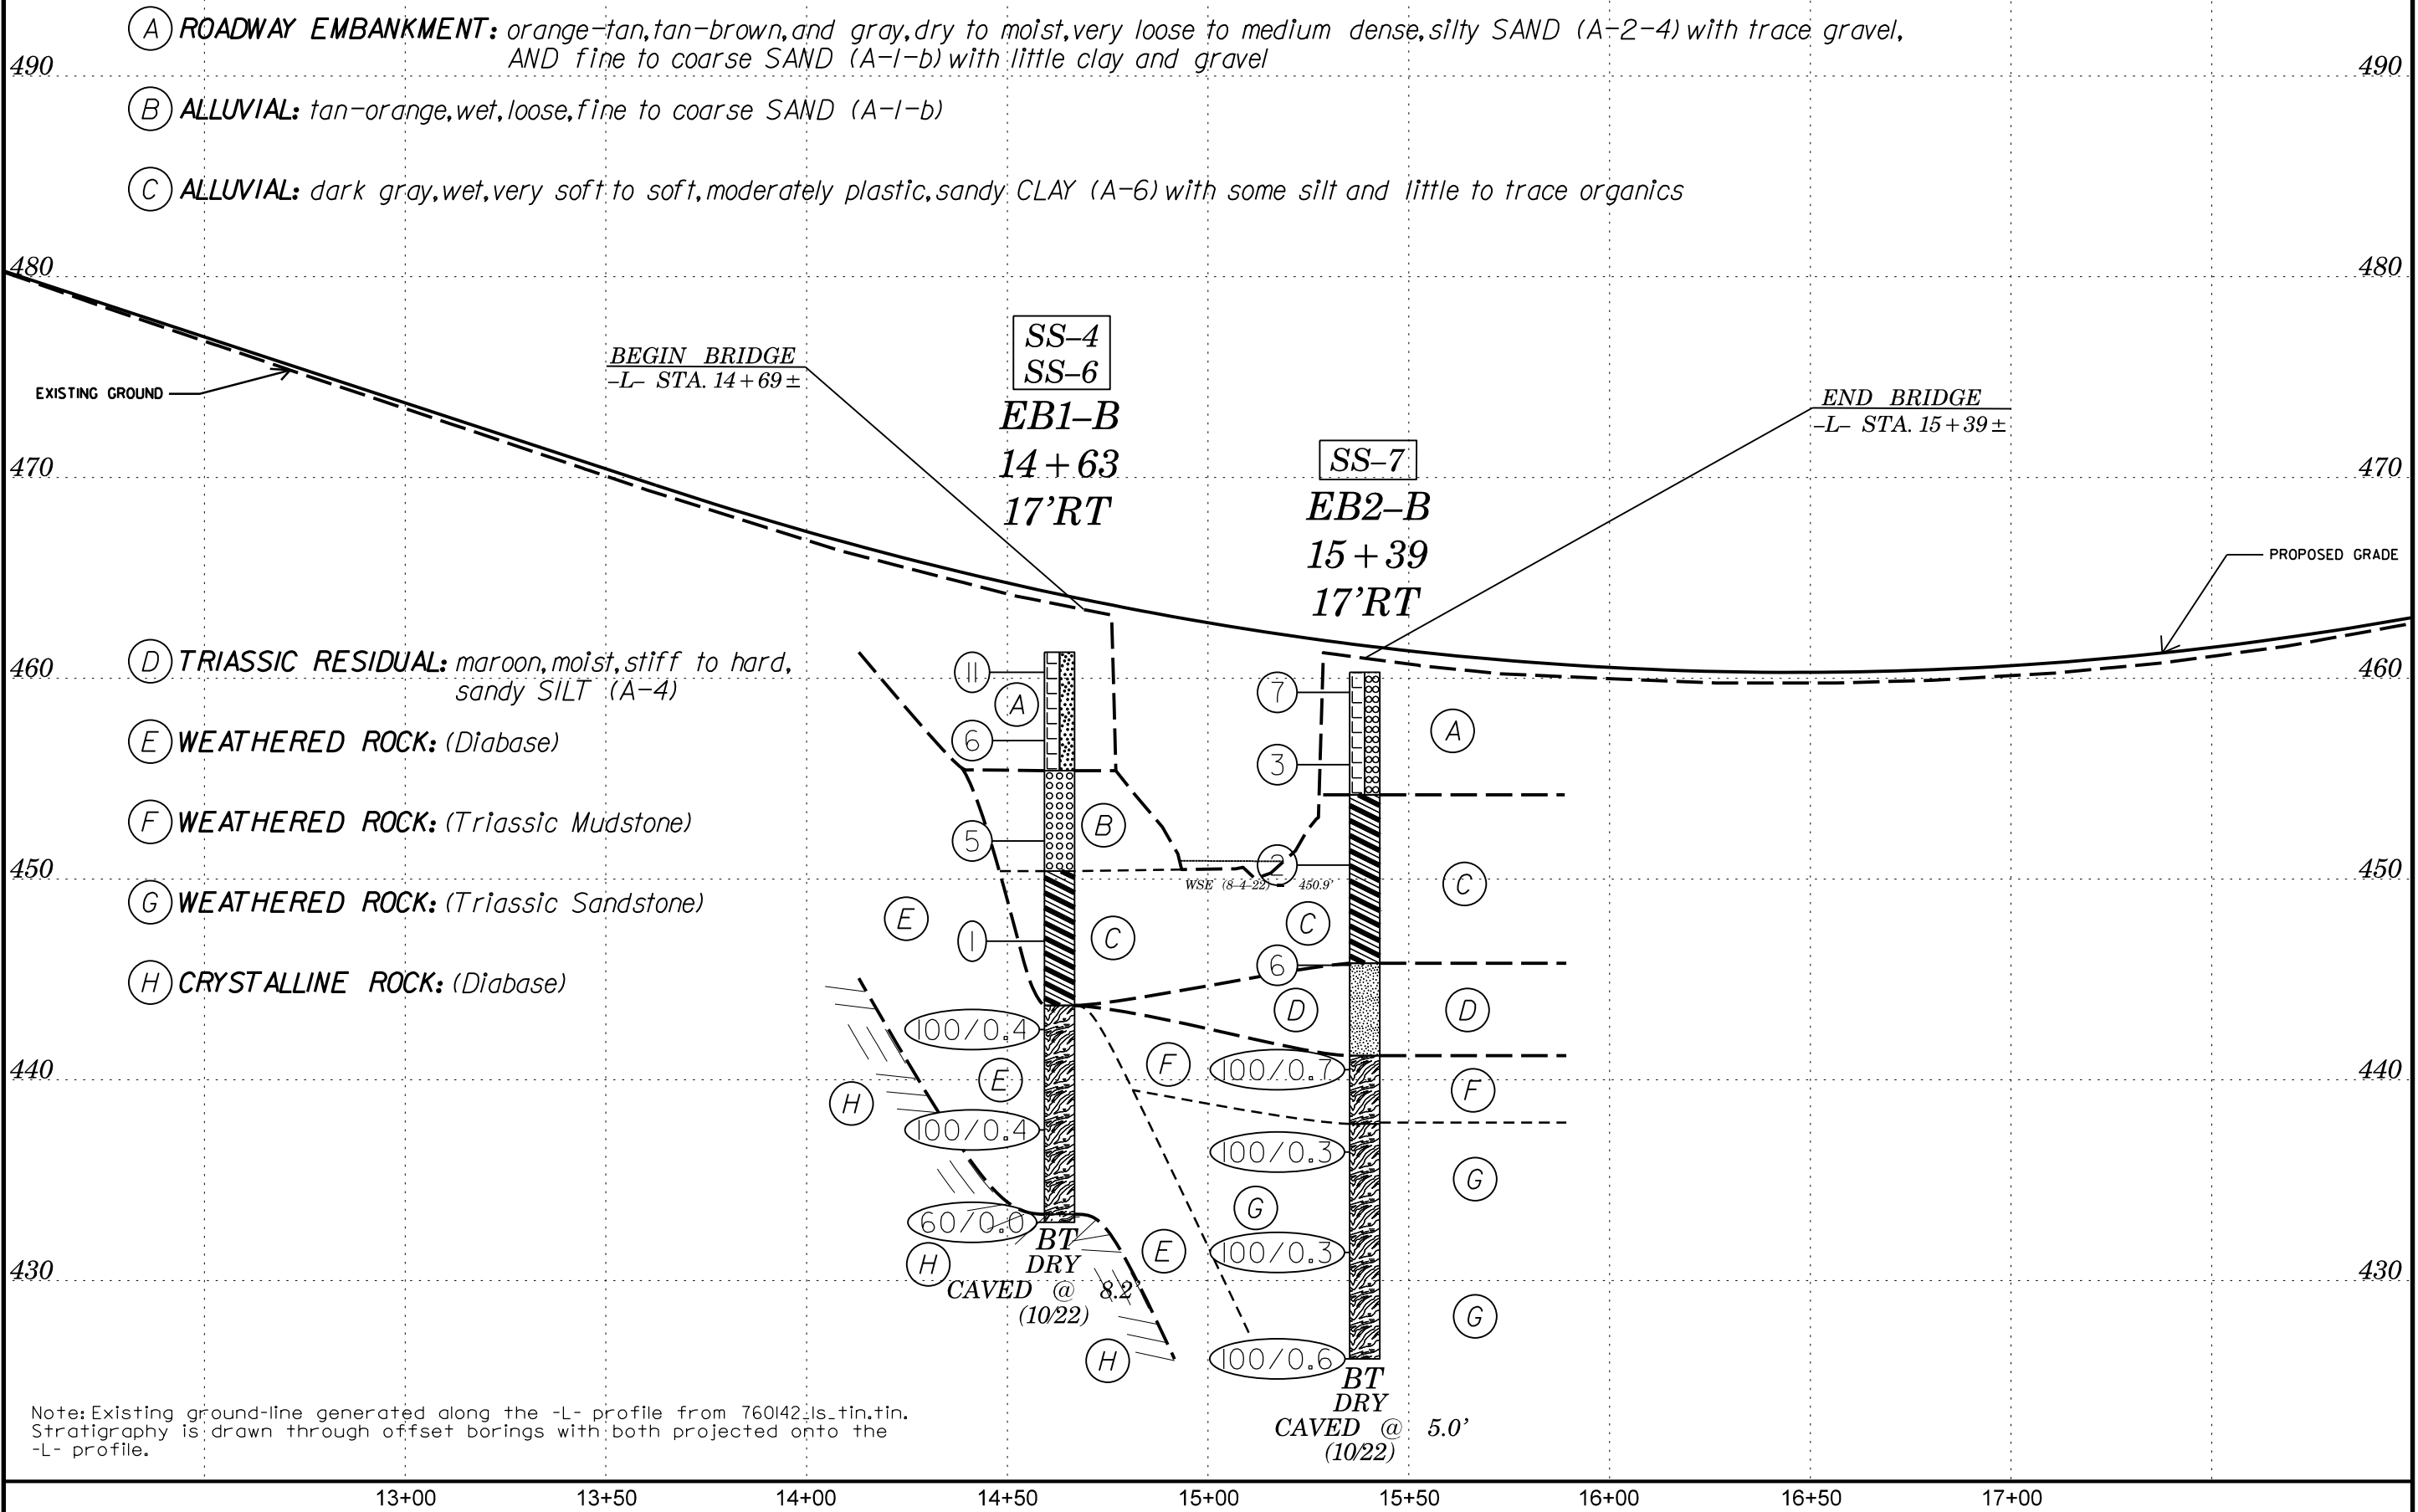 (A) ROADWAY EMBANKMENT: orange-tan,tan-brown,and gray,dry to moist,very loose to medium dense,silty SAND (A-2-4) with trace gravel,
AND fine to coarse SAND (A-1-b) with little clay and gravel
490 490
(B) ALLUVIAL: tan-orange,wet,loose,fine to coarse SAND (A-1-b)
(C) ALLUVIAL: dark gray,wet,very soft to soft,moderately plastic,sandy CLAY (A-6) with some silt and little to trace organics
480 480
SS-4
SS-6
EB1-B
14+63
17'RT
BEGIN BRIDGE
-L- STA. 14+69±
EXISTING GROUND
END BRIDGE
-L- STA. 15+39±
470 470
SS-7
EB2-B
15+39
17'RT
PROPOSED GRADE
(D) TRIASSIC RESIDUAL: maroon,moist,stiff to hard,
sandy SILT (A-4)
460 460
11
A
6
7
3
A
(E) WEATHERED ROCK: (Diabase)
(F) WEATHERED ROCK: (Triassic Mudstone)
5
B
2
450 450
WSE (8-4-22) = 450.9'
C
(G) WEATHERED ROCK: (Triassic Sandstone)
E
1
C
C
6
(H) CRYSTALLINE ROCK: (Diabase)
100/0.4
D
D
440 440
E
F
100/0.7
F
H
100/0.4
100/0.3
G
G
60/0.0
H
BT
DRY
CAVED @ 8.2'
(10/22)
E
100/0.3
430 430
G
H
100/0.6
BT
DRY
CAVED @ 5.0'
(10/22)
Note: Existing ground-line generated along the -L- profile from 760142_ls_tin.tin.
Stratigraphy is drawn through offset borings with both projected onto the
-L- profile.
13+00 13+50 14+00 14+50 15+00 15+50 16+00 16+50 17+00